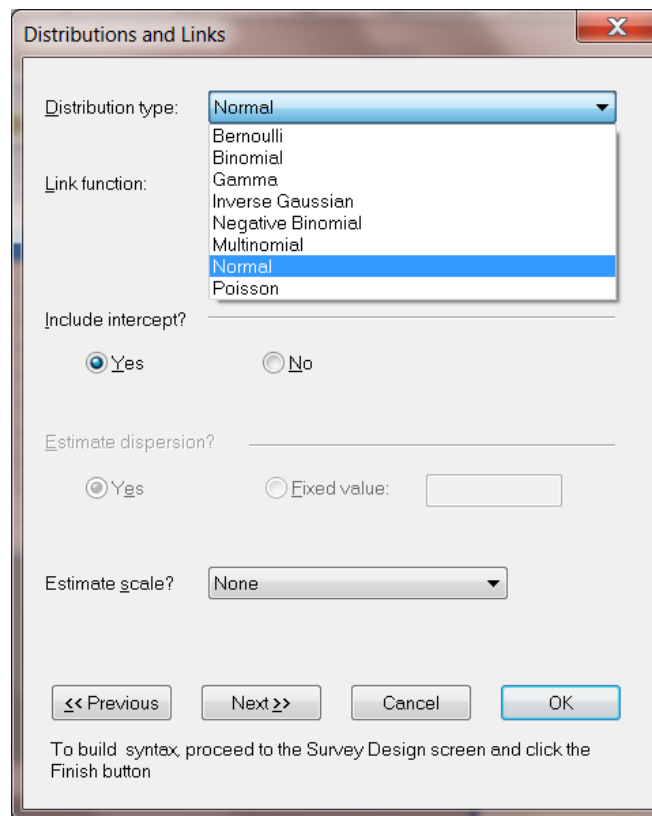 Distributions and Links
Distribution type: Normal
Bernoulli
Binomial
Link function:
Gamma
Inverse Gaussian
Negative Binomial
Multinomial
Normal
Poisson
Include intercept?
Yes No
Estimate dispersion?
Yes Fixed value:
Estimate scale? None
<< Previous Next >> Cancel OK
To build syntax, proceed to the Survey Design screen and click the
Finish button